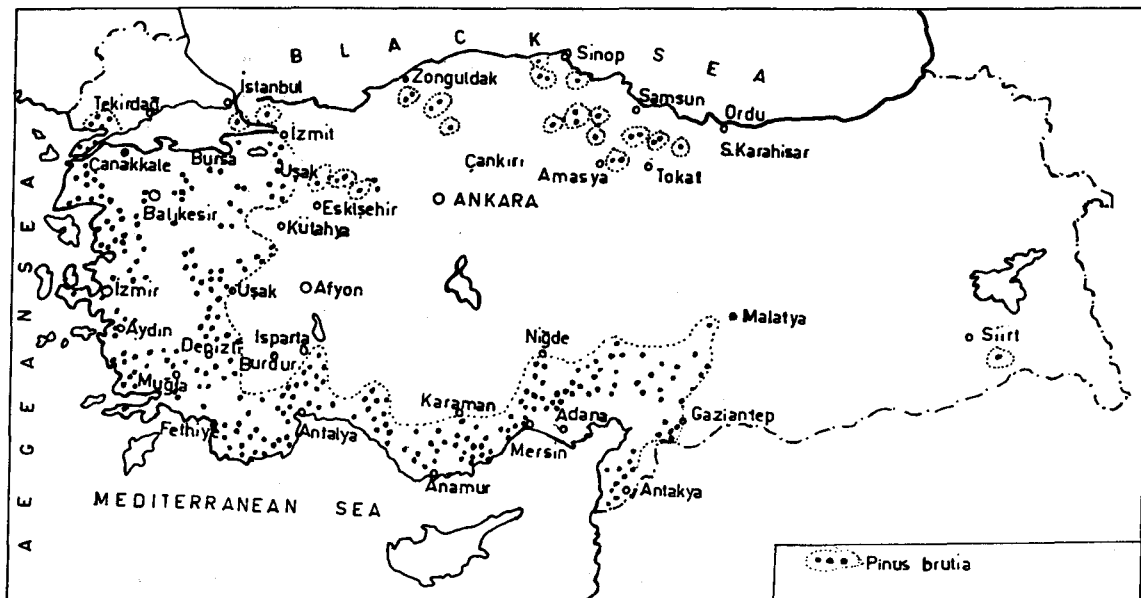 BLACK SEA
Sinop
Zonguldak
İstanbul
Tekirdağ
Samsun
Ordu
İzmit
Çanakkale
Bursa
Uşak
Çankırı
Amasya
Tokat
S.Karahisar
Balıkesir
Eskişehir
ANKARA
Kütahya
AEGEAN SEA
İzmir
Uşak
Afyon
Malatya
Aydın
Denizli
Isparta
Burdur
Niğde
Siirt
Muğla
Karaman
Adana
Gaziantep
Fethiye
Antalya
Mersin
Anamur
Antakya
MEDITERRANEAN SEA
Pinus brutia